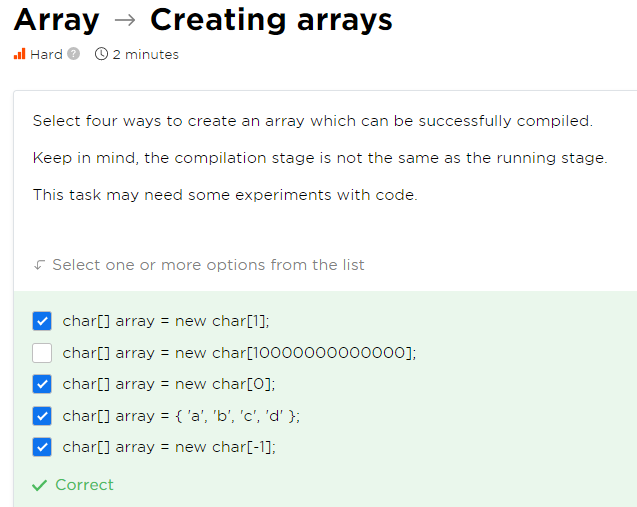 Array → Creating arrays
Hard ? 2 minutes
Select four ways to create an array which can be successfully compiled.
Keep in mind, the compilation stage is not the same as the running stage.
This task may need some experiments with code.
Select one or more options from the list
char[] array = new char[1];
char[] array = new char[10000000000000];
char[] array = new char[0];
char[] array = { 'a', 'b', 'c', 'd' };
char[] array = new char[-1];
Correct